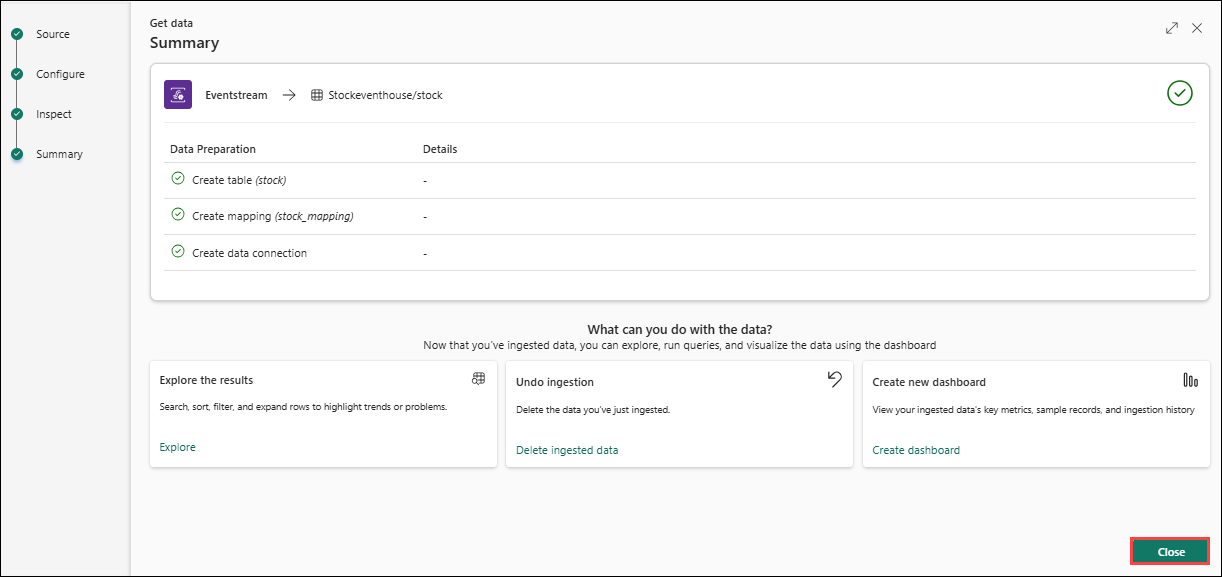 Source
Configure
Inspect
Summary
Get data
Summary
Eventstream
Stockeventhouse/stock
Data Preparation Details
Create table (stock) -
Create mapping (stock_mapping) -
Create data connection -
What can you do with the data?
Now that you've ingested data, you can explore, run queries, and visualize the data using the dashboard
Explore the results
Search, sort, filter, and expand rows to highlight trends or problems.
Explore
Undo ingestion
Delete the data you've just ingested.
Delete ingested data
Create new dashboard
View your ingested data's key metrics, sample records, and ingestion history
Create dashboard
Close